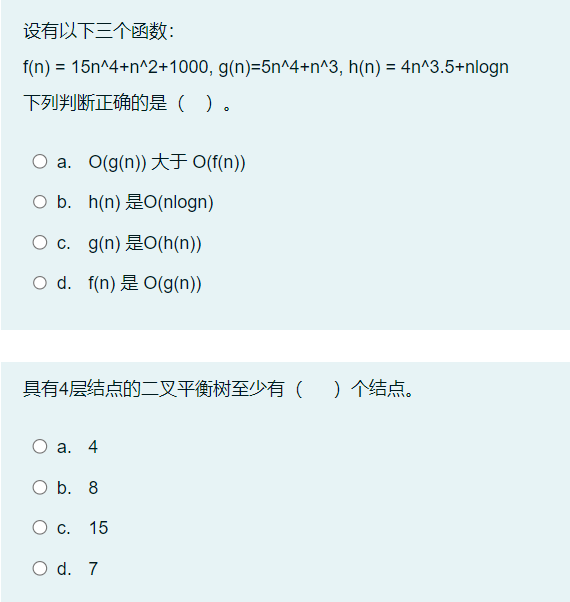 设有以下三个函数：
f(n) = 15n^4+n^2+1000, g(n)=5n^4+n^3, h(n) = 4n^3.5+nlogn
下列判断正确的是（  ）。
a. O(g(n)) 大于 O(f(n))
b. h(n) 是O(nlogn)
c. g(n) 是O(h(n))
d. f(n) 是 O(g(n))
具有4层结点的二叉平衡树至少有（    ）个结点。
a. 4
b. 8
c. 15
d. 7